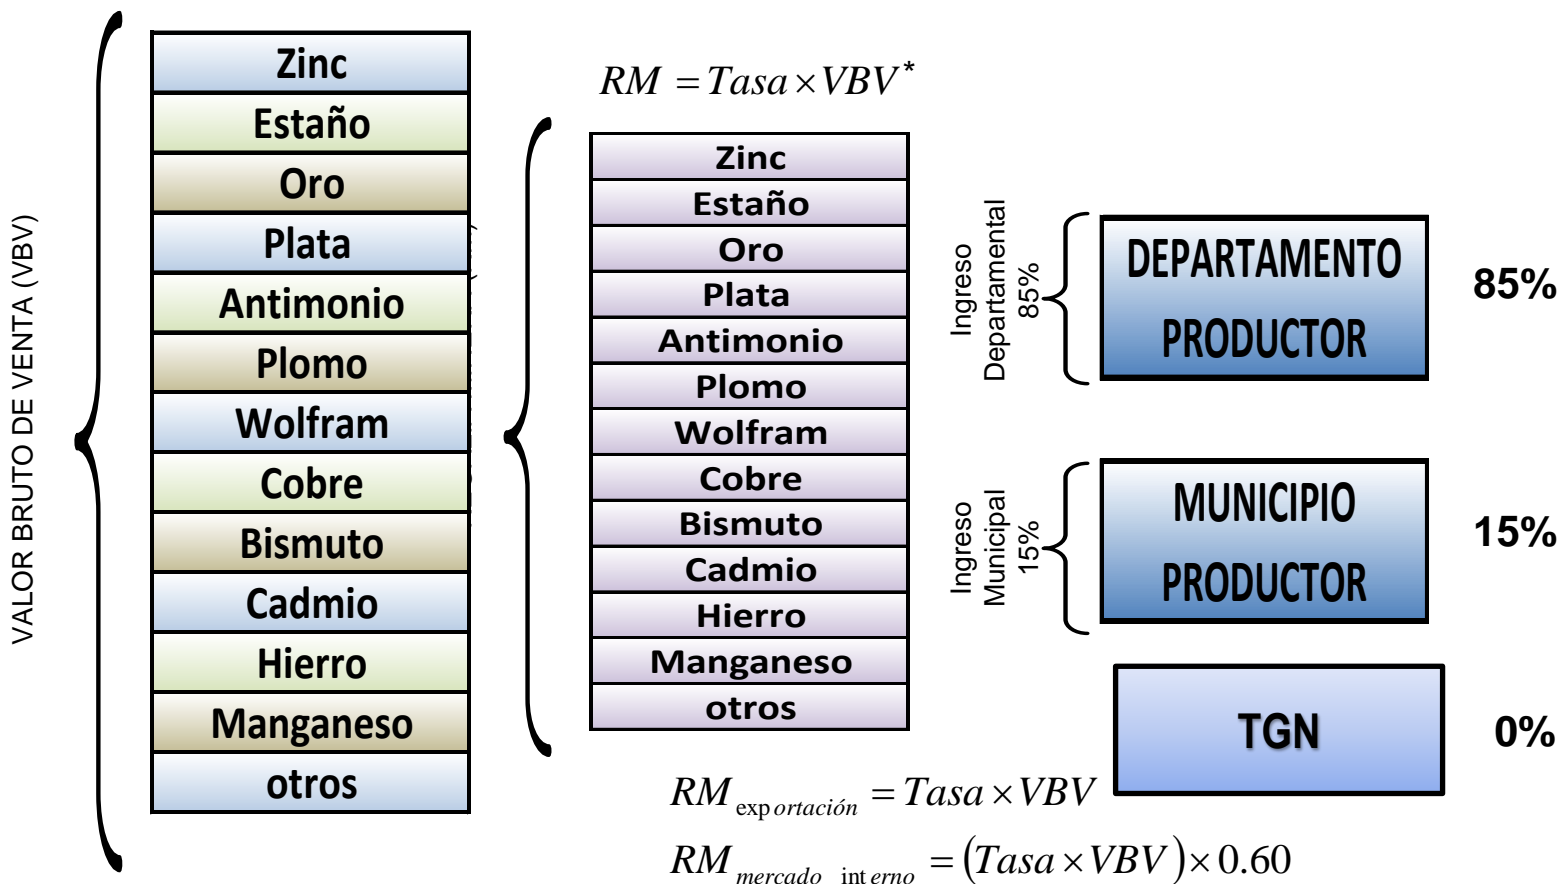 VALOR BRUTO DE VENTA (VBV)
Zinc
Estaño
Oro
Plata
Antimonio
Plomo
Wolfram
Cobre
Bismuto
Cadmio
Hierro
Manganeso
otros
RM = Tasa × VBV*
Zinc
Estaño
Oro
Plata
Antimonio
Plomo
Wolfram
Cobre
Bismuto
Cadmio
Hierro
Manganeso
otros
RM exportación = Tasa × VBV
RM mercado interno = (Tasa × VBV) × 0.60
Ingreso
Departamental
85%
DEPARTAMENTO
PRODUCTOR
85%
Ingreso
Municipal
15%
MUNICIPIO
PRODUCTOR
15%
TGN
0%